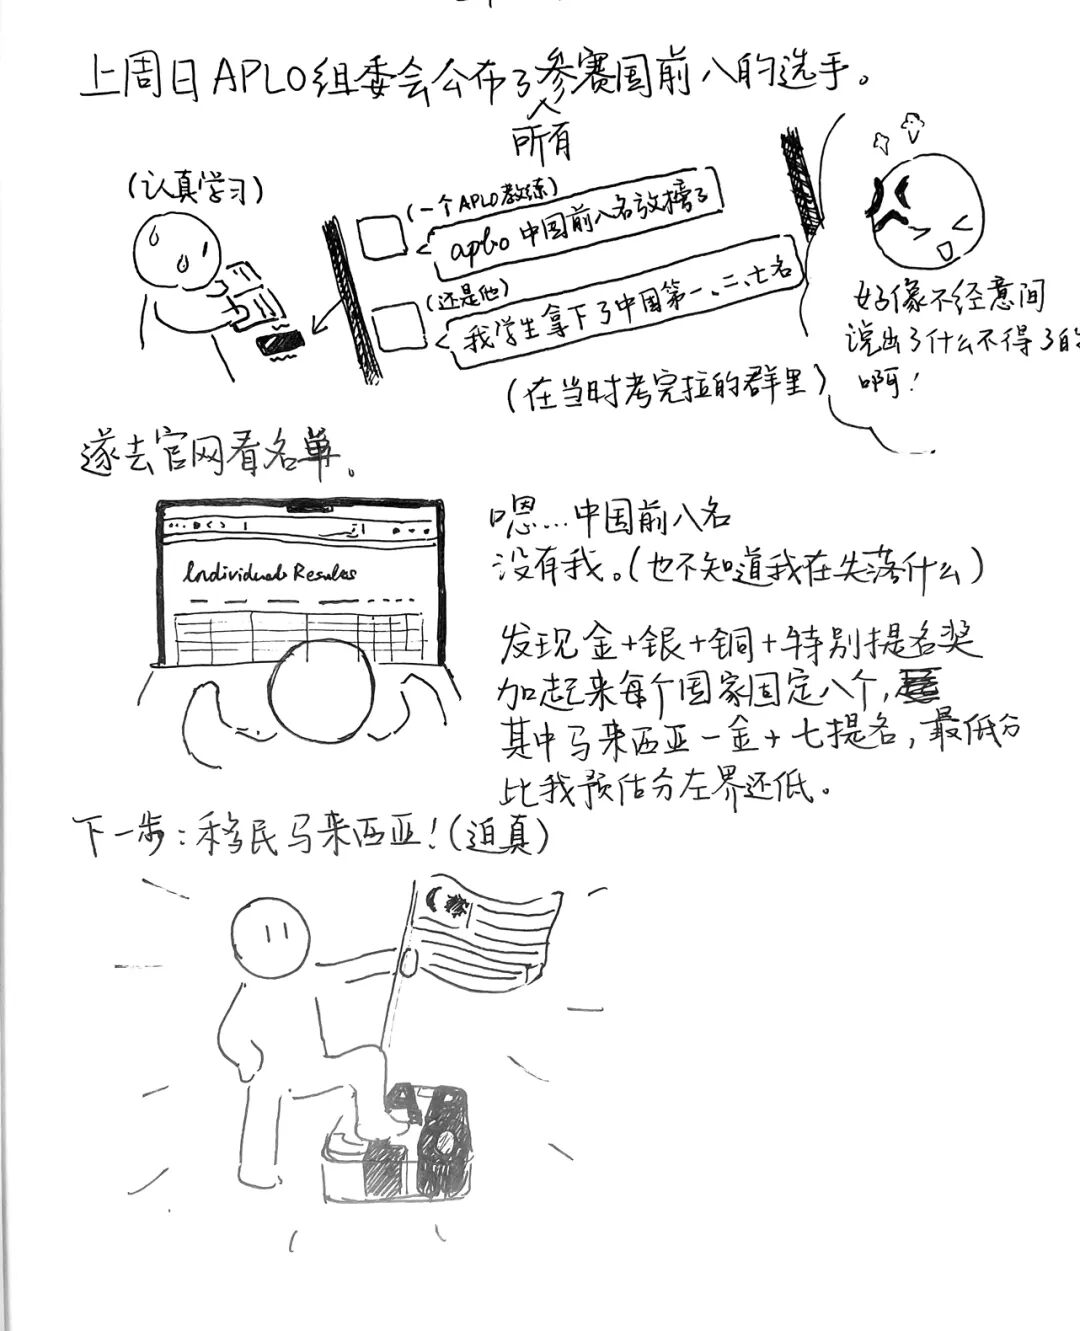 上周日APLO组委会公布了所有参赛国前八的选手。
(认真学习)
(一个APLO教练)
aplo 中国前八名放榜了
(还是他)
我学生拿下了中国第一、二、七名
(在当时考完拉的群里)
好像不经意间
说出了什么不得了的
啊!
遂去官网看名单。
Individual Results
嗯...中国前八名
没有我。(也不知道我在失落什么)
发现金+银+铜+特别提名奖
加起来每个国家固定八个,
其中马来西亚一金+七提名,最低分
比我预估分左界还低。
下一步:移民马来西亚!(迫真)